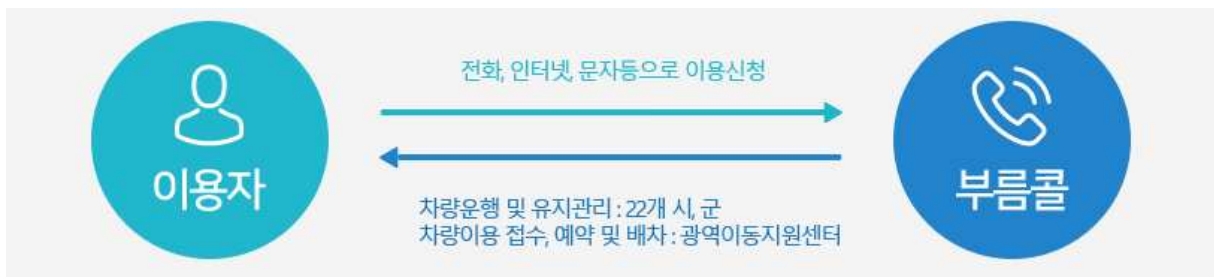 전화, 인터넷, 문자등으로 이용신청
이용자
부름콜
차량운행 및 유지관리 : 22개 시, 군
차량이용 접수, 예약 및 배차 : 광역이동지원센터